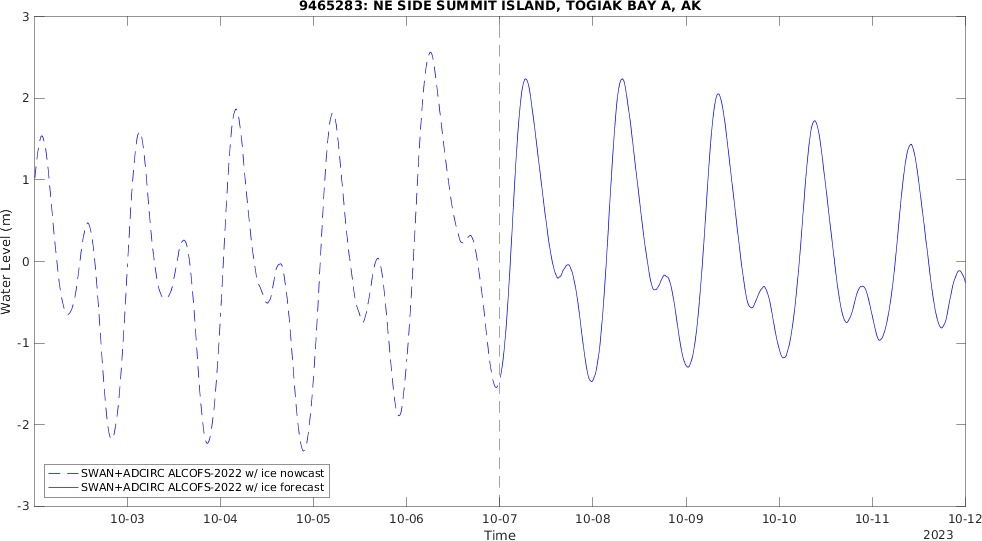 9465283: NE SIDE SUMMIT ISLAND, TOGIAK BAY A, AK
3
2
1
0
-1
-2
-3
Water Level (m)
SWAN+ADCIRC ALCOFS-2022 w/ ice nowcast
SWAN+ADCIRC ALCOFS-2022 w/ ice forecast
10-03 10-04 10-05 10-06 10-07 10-08 10-09 10-10 10-11 10-12
Time
2023